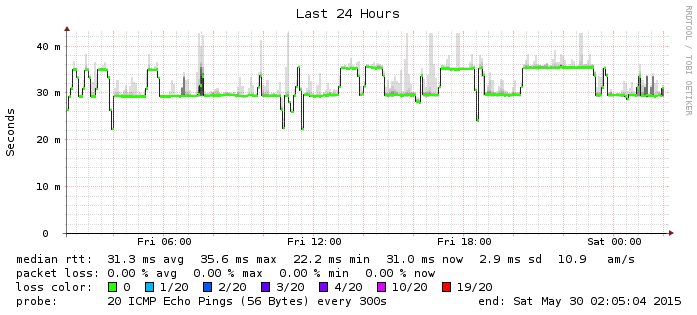 Last 24 Hours
RRDTOOL / TOBI OETIKER
Seconds
40 m
30 m
20 m
10 m
0
Fri 06:00 Fri 12:00 Fri 18:00 Sat 00:00
median rtt: 31.3 ms avg 35.6 ms max 22.2 ms min 31.0 ms now 2.9 ms sd 10.9 am/s
packet loss: 0.00 % avg 0.00 % max 0.00 % min 0.00 % now
loss color: 0 1/20 2/20 3/20 4/20 10/20 19/20
probe: 20 ICMP Echo Pings (56 Bytes) every 300s end: Sat May 30 02:05:04 2015